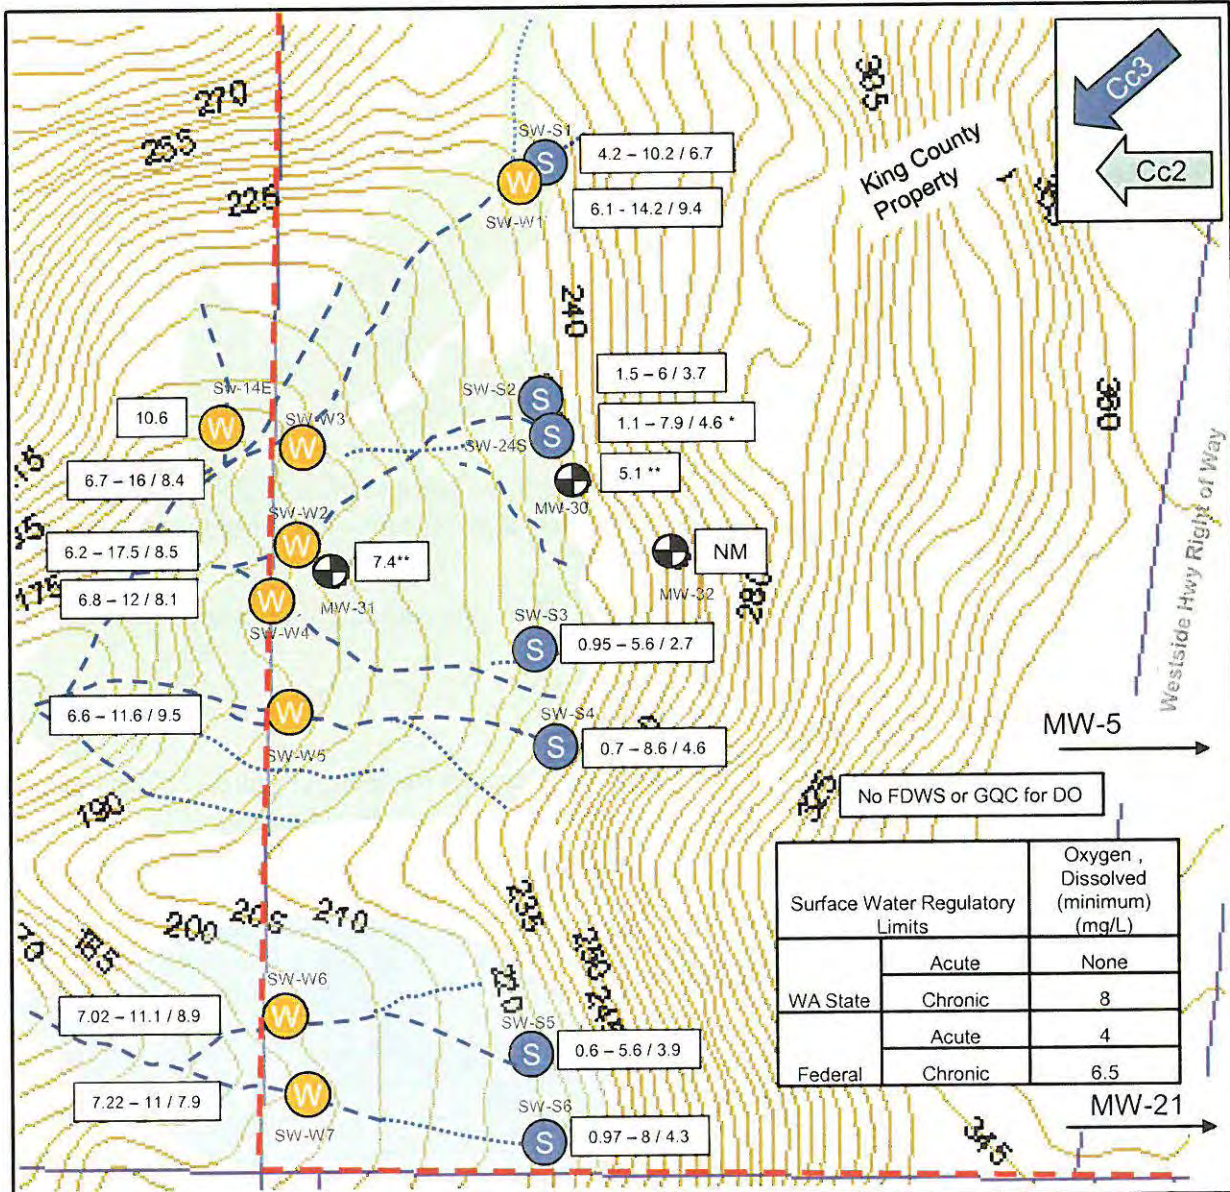 270
255
225
SW-S1
4.2 – 10.2 / 6.7
6.1 - 14.2 / 9.4
SW-W1
335
King County
Property
Cc3
Cc2
240
SW-S2
1.5 – 6 / 3.7
1.1 – 7.9 / 4.6 *
SW-24S
5.1 **
MW-30
SW-14E
10.6
SW-W3
6.7 – 16 / 8.4
SW-W2
6.2 – 17.5 / 8.5
7.4**
MW-31
6.8 – 12 / 8.1
SW-W4
175
NM
MW-32
280
380
Westside Hwy Right of Way
SW-S3
0.95 – 5.6 / 2.7
6.6 – 11.6 / 9.5
SW-W5
SW-S4
0.7 – 8.6 / 4.6
MW-5
190
No FDWS or GQC for DO
Surface Water Regulatory
Limits
Oxygen ,
Dissolved
(minimum)
(mg/L)
WA State
Acute
None
Chronic
8
Federal
Acute
4
Chronic
6.5
200
205
210
185
235
230
220
SW-W6
7.02 – 11.1 / 8.9
SW-S5
0.6 – 5.6 / 3.9
7.22 – 11 / 7.9
SW-W7
SW-S6
0.97 – 8 / 4.3
MW-21
345
S
W
W
W
S
S
W
W
S
W
S
W
S
W
S